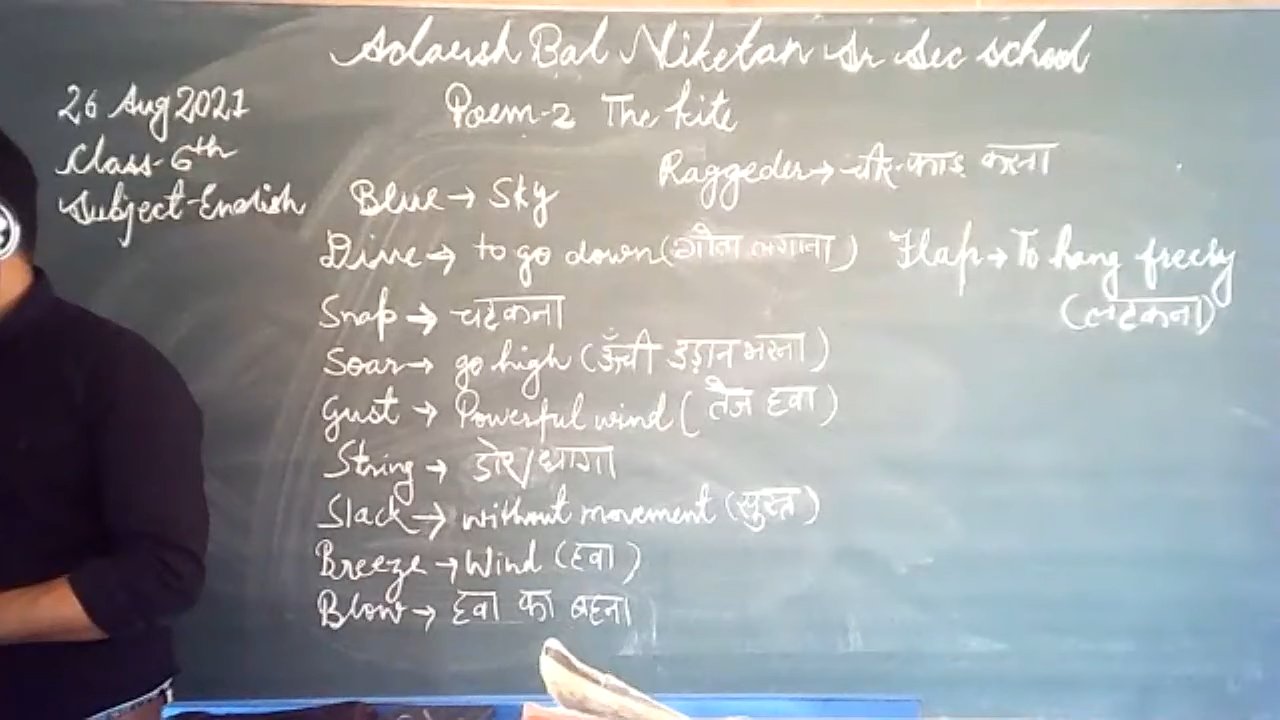 Adarsh Bal Niketan Sr Sec school
26 Aug 2021
Class-6th
Subject-English
Poem-2 The kite
Blue → Sky
Dive → to go down (गोता लगाना)
Snap → चटकना
Soar → go high (ऊँची उड़ान भरना)
Gust → Powerful wind (तेज हवा)
String → डोर/धागा
Slack → without movement (सुस्त)
Breeze → Wind (हवा)
Blow → हवा का बहना
Raggeder → चीर-फाड करना
Flap → To hang freely
(लटकना)